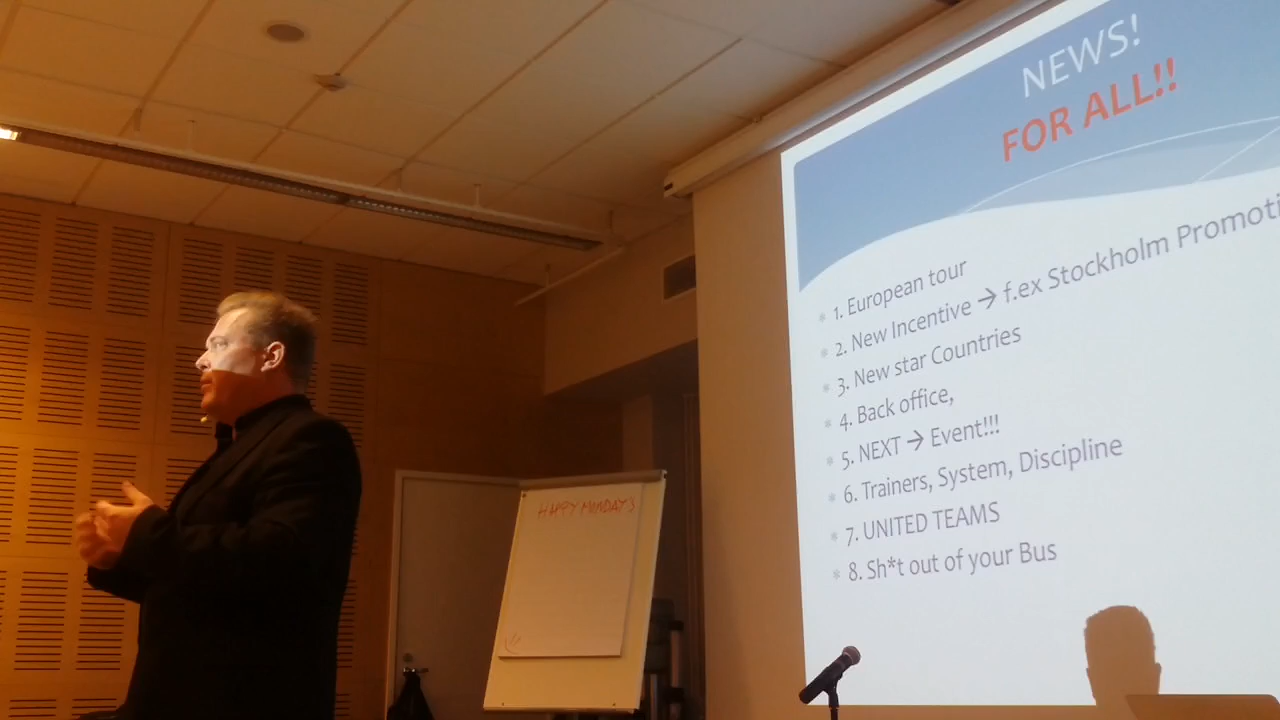 NEWS!
FOR ALL!!
1. European tour
2. New Incentive → f.ex Stockholm Promoti
3. New star Countries
4. Back office,
5. NEXT → Event!!!
6. Trainers, System, Discipline
7. UNITED TEAMS
8. Sh*t out of your Bus
HAPPY MONDAY'S